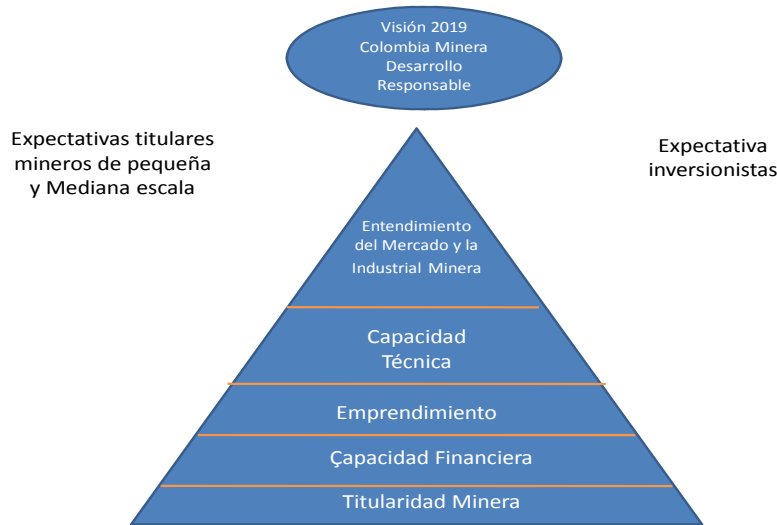 Visión 2019
Colombia Minera
Desarrollo
Responsable
Expectativas titulares
mineros de pequeña
y Mediana escala
Expectativa
inversionistas
Entendimiento
del Mercado y la
Industrial Minera
Capacidad
Técnica
Emprendimiento
Çapacidad Financiera
Titularidad Minera